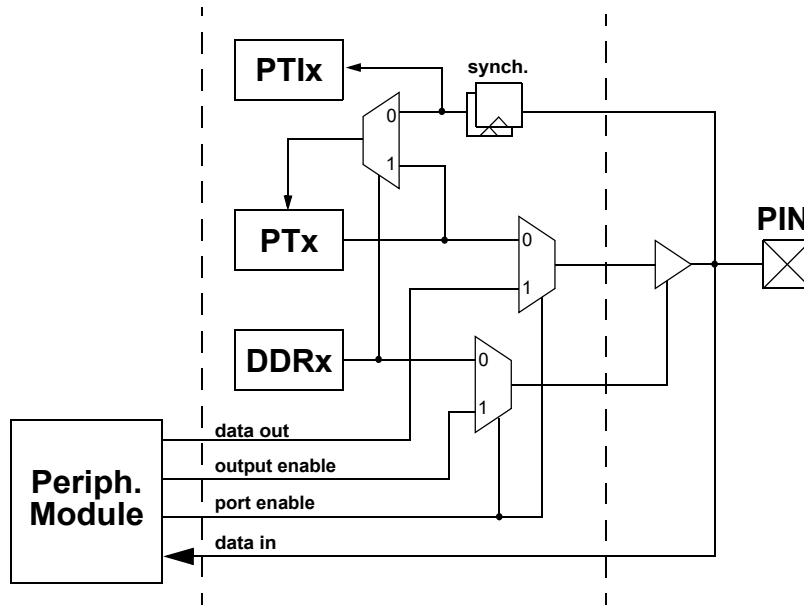 PTIx
synch.
0
1
PTx
0
1
PIN
DDRx
0
1
data out
output enable
port enable
data in
Periph.
Module